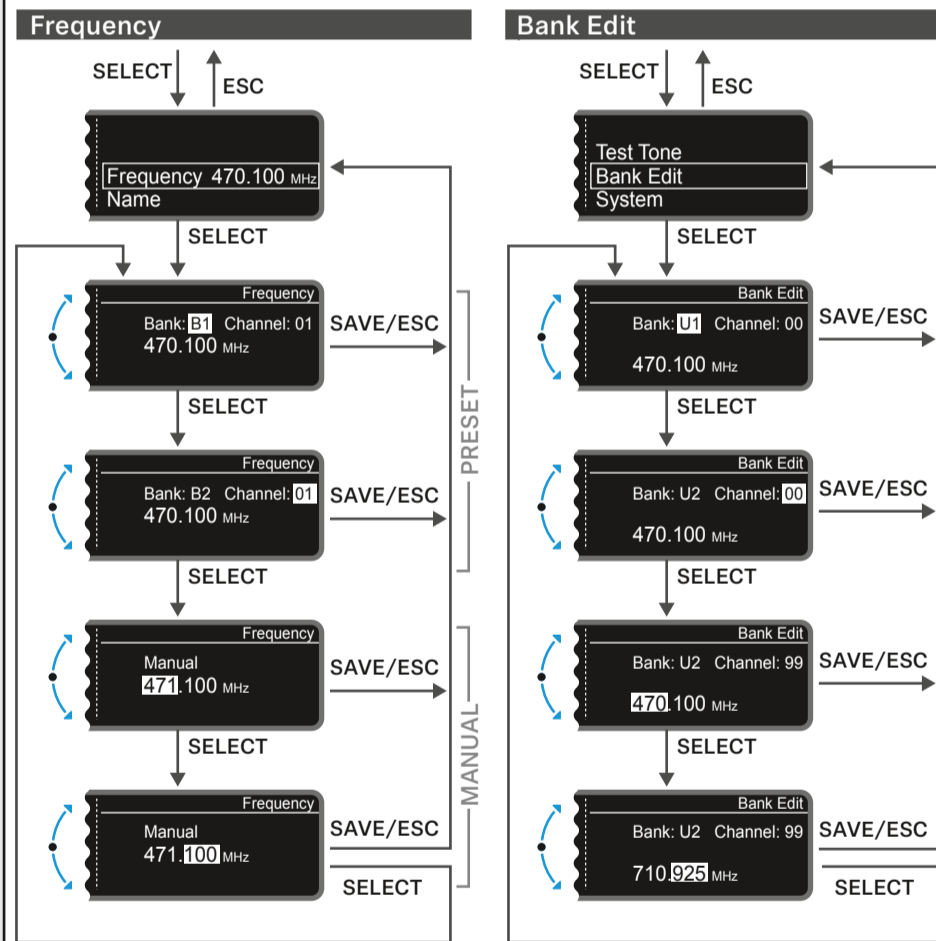 Frequency
SELECT
ESC
Frequency 470.100 MHz
Name
SELECT
Frequency
Bank: B1 Channel: 01
470.100 MHz
SAVE/ESC
SELECT
Frequency
Bank: B2 Channel: 01
470.100 MHz
SAVE/ESC
PRESET
SELECT
Frequency
Manual
471.100 MHz
SAVE/ESC
SELECT
Frequency
Manual
471.100 MHz
SAVE/ESC
SELECT
MANUAL
Bank Edit
SELECT
ESC
Test Tone
Bank Edit
System
SELECT
Bank Edit
Bank: U1 Channel: 00
470.100 MHz
SAVE/ESC
SELECT
Bank Edit
Bank: U2 Channel: 00
470.100 MHz
SAVE/ESC
SELECT
Bank Edit
Bank: U2 Channel: 99
470.100 MHz
SAVE/ESC
SELECT
Bank Edit
Bank: U2 Channel: 99
710.925 MHz
SAVE/ESC
SELECT